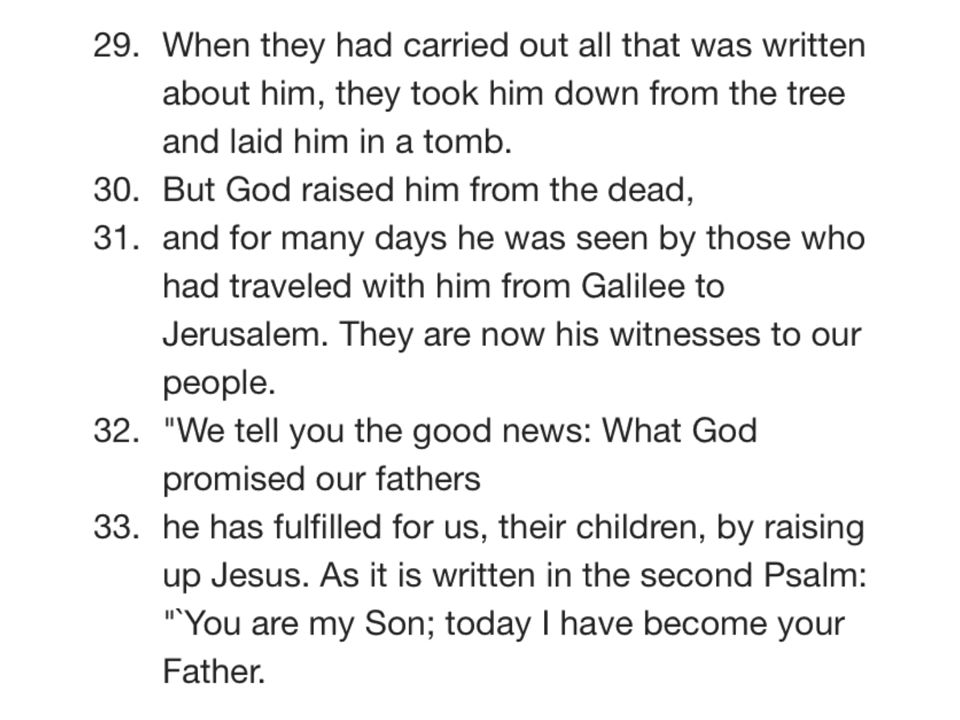 29. When they had carried out all that was written
about him, they took him down from the tree
and laid him in a tomb.
30. But God raised him from the dead,
31. and for many days he was seen by those who
had traveled with him from Galilee to
Jerusalem. They are now his witnesses to our
people.
32. "We tell you the good news: What God
promised our fathers
33. he has fulfilled for us, their children, by raising
up Jesus. As it is written in the second Psalm:
"`You are my Son; today I have become your
Father.